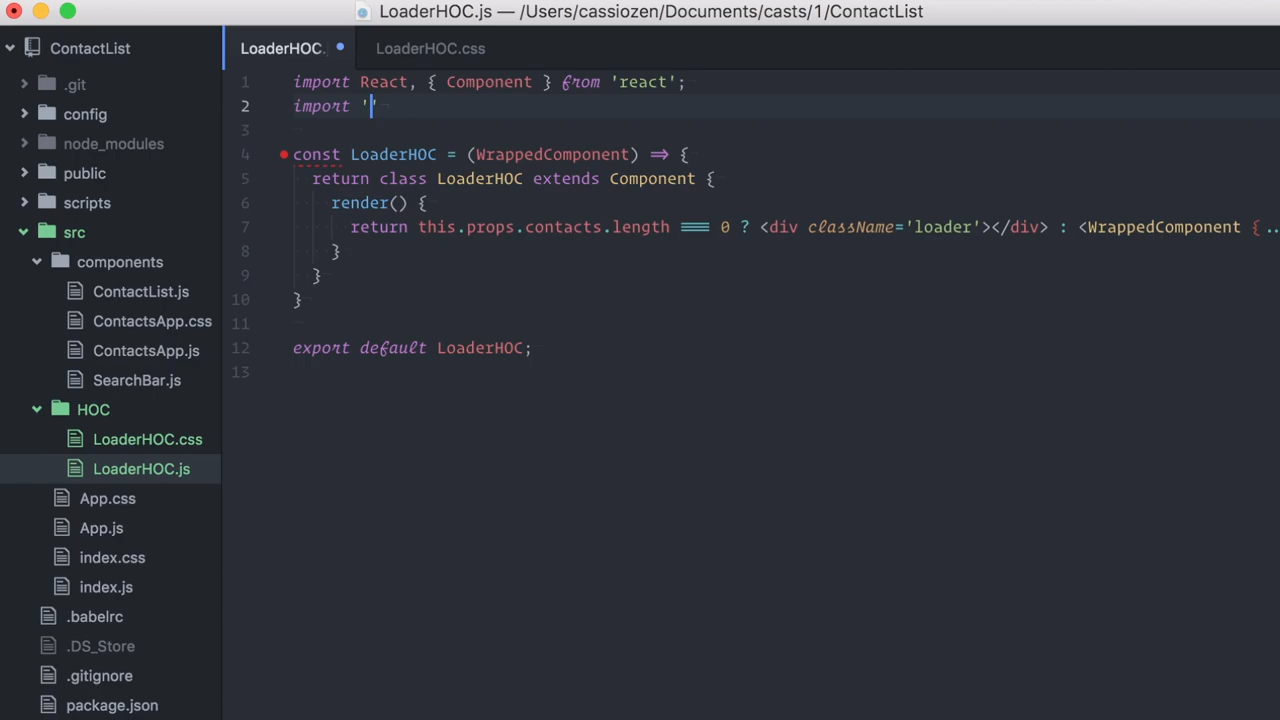 LoaderHOC.js — /Users/cassiozen/Documents/casts/1/ContactList
ContactList
.git
config
node_modules
public
scripts
src
components
ContactList.js
ContactsApp.css
ContactsApp.js
SearchBar.js
HOC
LoaderHOC.css
LoaderHOC.js
App.css
App.js
index.css
index.js
.babelrc
.DS_Store
.gitignore
package.json
LoaderHOC.
LoaderHOC.css
1 import React, { Component } from 'react';
2 import ''
3
4 const LoaderHOC = (WrappedComponent) => {
5 return class LoaderHOC extends Component {
6 render() {
7 return this.props.contacts.length === 0 ? <div className='loader'></div> : <WrappedComponent {..
8 }
9 }
10 }
11
12 export default LoaderHOC;
13